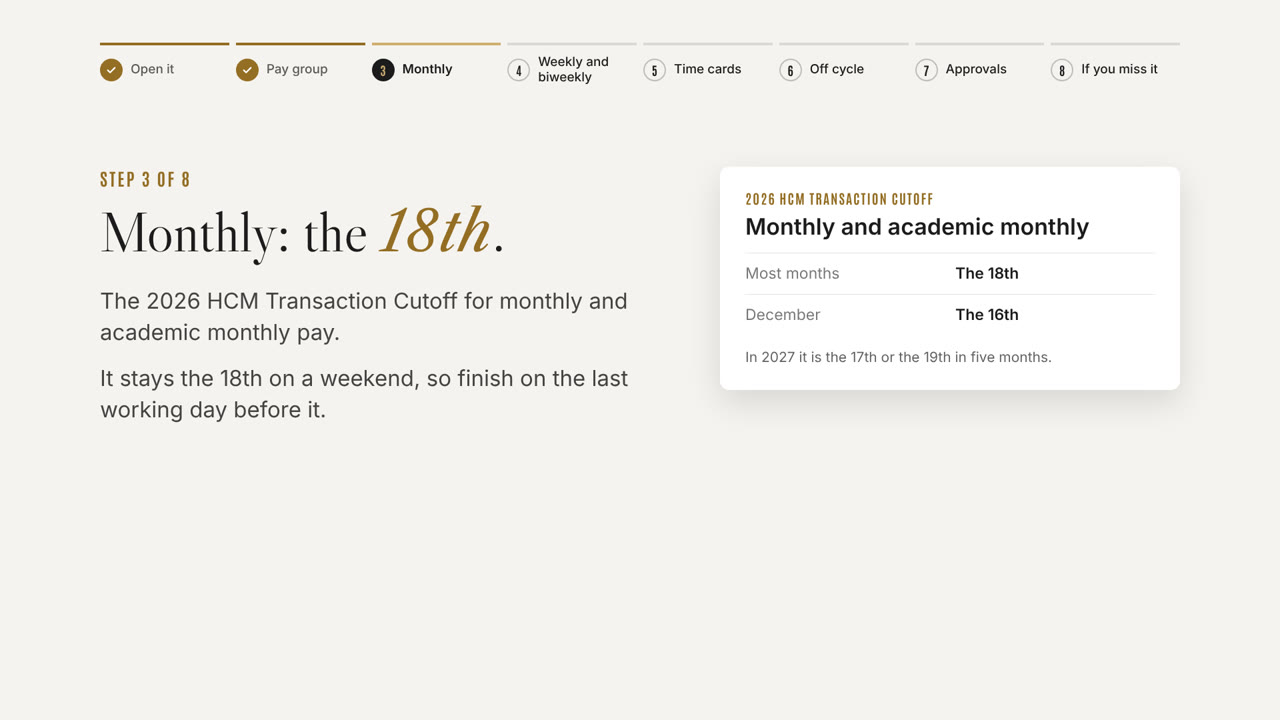 Open it
Pay group
3 Monthly
4 Weekly and
biweekly
5 Time cards
6 Off cycle
7 Approvals
8 If you miss it
STEP 3 OF 8
Monthly: the 18th.
The 2026 HCM Transaction Cutoff for monthly and
academic monthly pay.
It stays the 18th on a weekend, so finish on the last
working day before it.
2026 HCM TRANSACTION CUTOFF
Monthly and academic monthly
Most months The 18th
December The 16th
In 2027 it is the 17th or the 19th in five months.